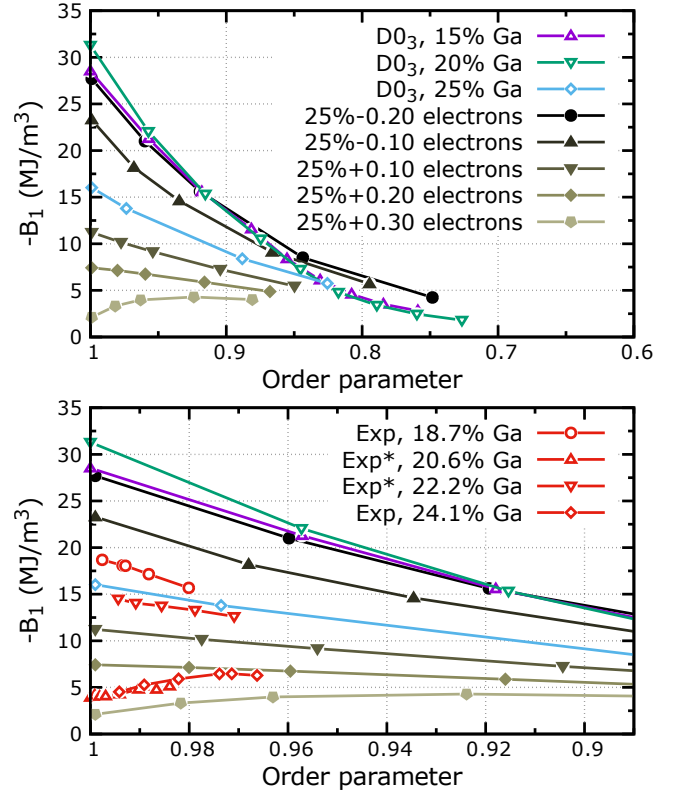 35
30
25
20
15
10
5
0
-B₁ (MJ/m³)
D0₃, 15% Ga
D0₃, 20% Ga
D0₃, 25% Ga
25%-0.20 electrons
25%-0.10 electrons
25%+0.10 electrons
25%+0.20 electrons
25%+0.30 electrons
1 0.9 0.8 0.7 0.6
Order parameter
35
30
25
20
15
10
5
0
-B₁ (MJ/m³)
Exp, 18.7% Ga
Exp*, 20.6% Ga
Exp*, 22.2% Ga
Exp, 24.1% Ga
1 0.98 0.96 0.94 0.92 0.9
Order parameter